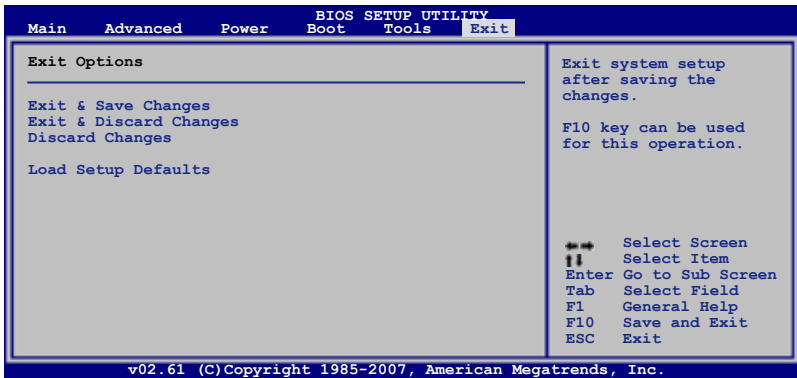 BIOS SETUP UTILITY
Main Advanced Power Boot Tools Exit
Exit Options
Exit & Save Changes
Exit & Discard Changes
Discard Changes
Load Setup Defaults
Exit system setup
after saving the
changes.
F10 key can be used
for this operation.
Select Screen
Select Item
Enter Go to Sub Screen
Tab Select Field
F1 General Help
F10 Save and Exit
ESC Exit
v02.61 (C)Copyright 1985-2007, American Megatrends, Inc.